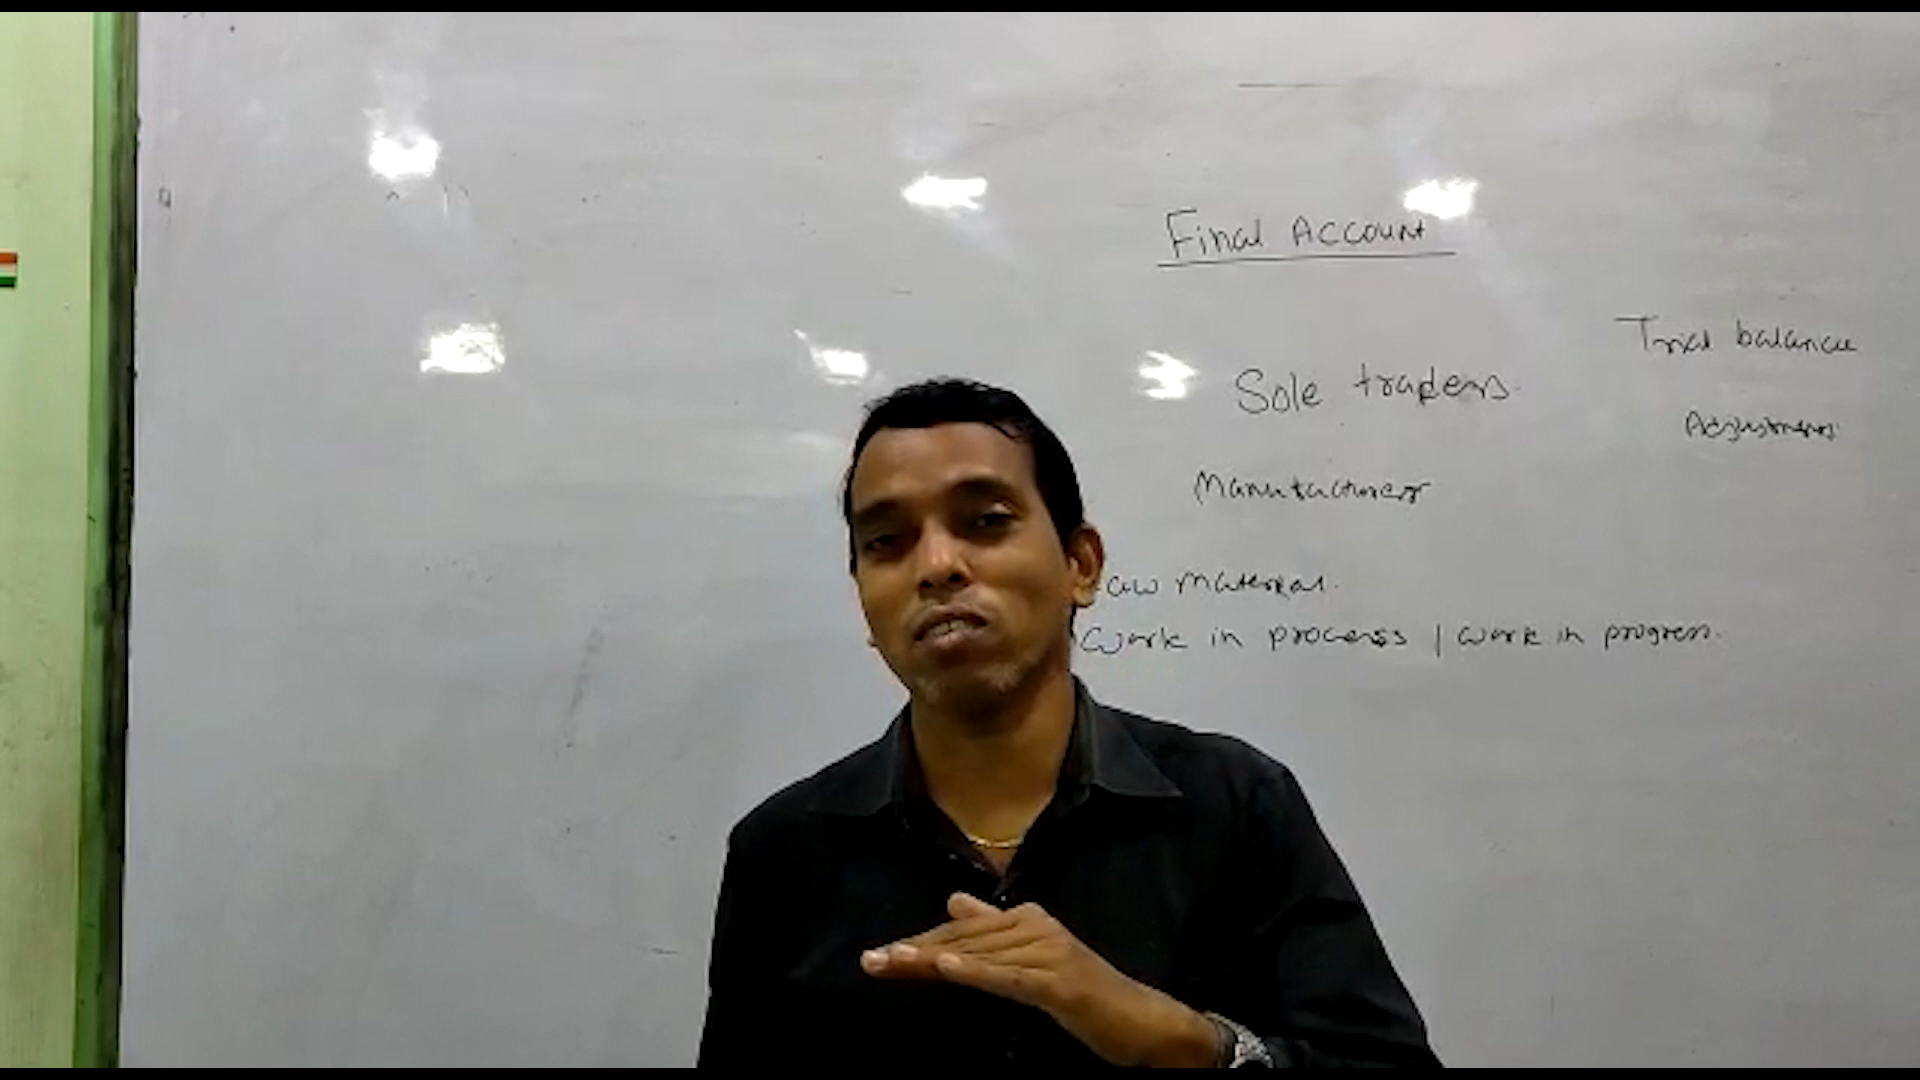 Final Account
Trial balance
Sole traders.
Adjustments
Manufacturer
aw material.
Work in process | work in progress.